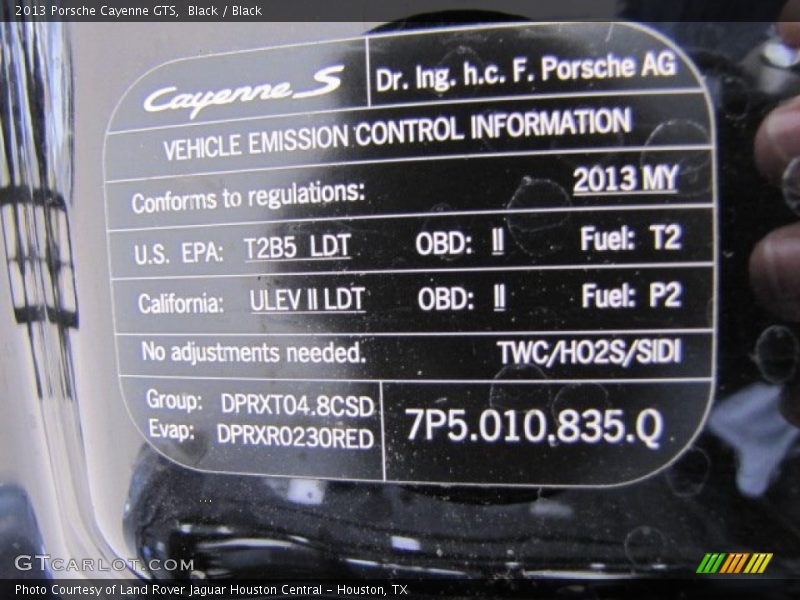 2013 Porsche Cayenne GTS,  Black / Black
Cayenne S
Dr. Ing. h.c. F. Porsche AG
VEHICLE EMISSION CONTROL INFORMATION
Conforms to regulations: 2013 MY
U.S. EPA: T2B5 LDT OBD: II Fuel: T2
California: ULEV II LDT OBD: II Fuel: P2
No adjustments needed. TWC/HO2S/SIDI
Group: DPRXT04.8CSD
Evap: DPRXR0230RED
7P5.010.835.Q
GTCARLOT.COM
Photo Courtesy of Land Rover Jaguar Houston Central - Houston, TX